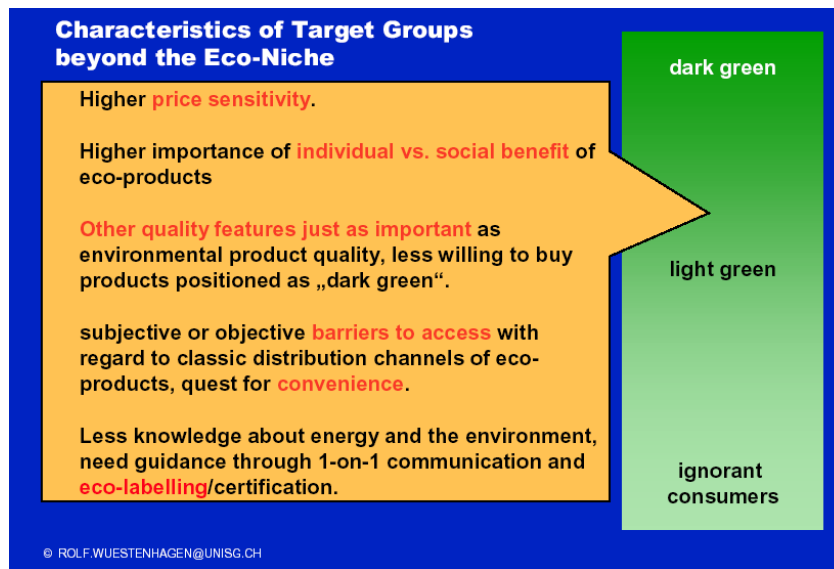 Characteristics of Target Groups
beyond the Eco-Niche
Higher price sensitivity.
Higher importance of individual vs. social benefit of
eco-products
Other quality features just as important as
environmental product quality, less willing to buy
products positioned as „dark green“.
subjective or objective barriers to access with
regard to classic distribution channels of eco-
products, quest for convenience.
Less knowledge about energy and the environment,
need guidance through 1-on-1 communication and
eco-labelling/certification.
dark green
light green
ignorant
consumers
© ROLF.WUESTENHAGEN@UNISG.CH